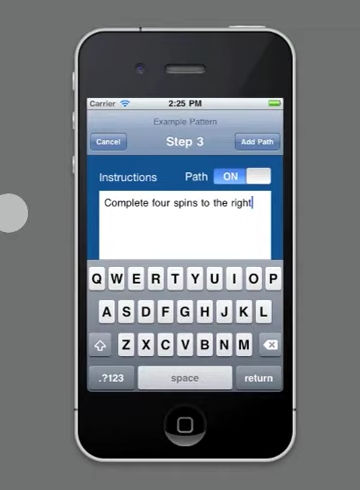 Carrier 2:25 PM
Example Pattern
Cancel Step 3 Add Path
Instructions Path ON
Complete four spins to the right
Q W E R T Y U I O P
A S D F G H J K L
Z X C V B N M
.?123 space return